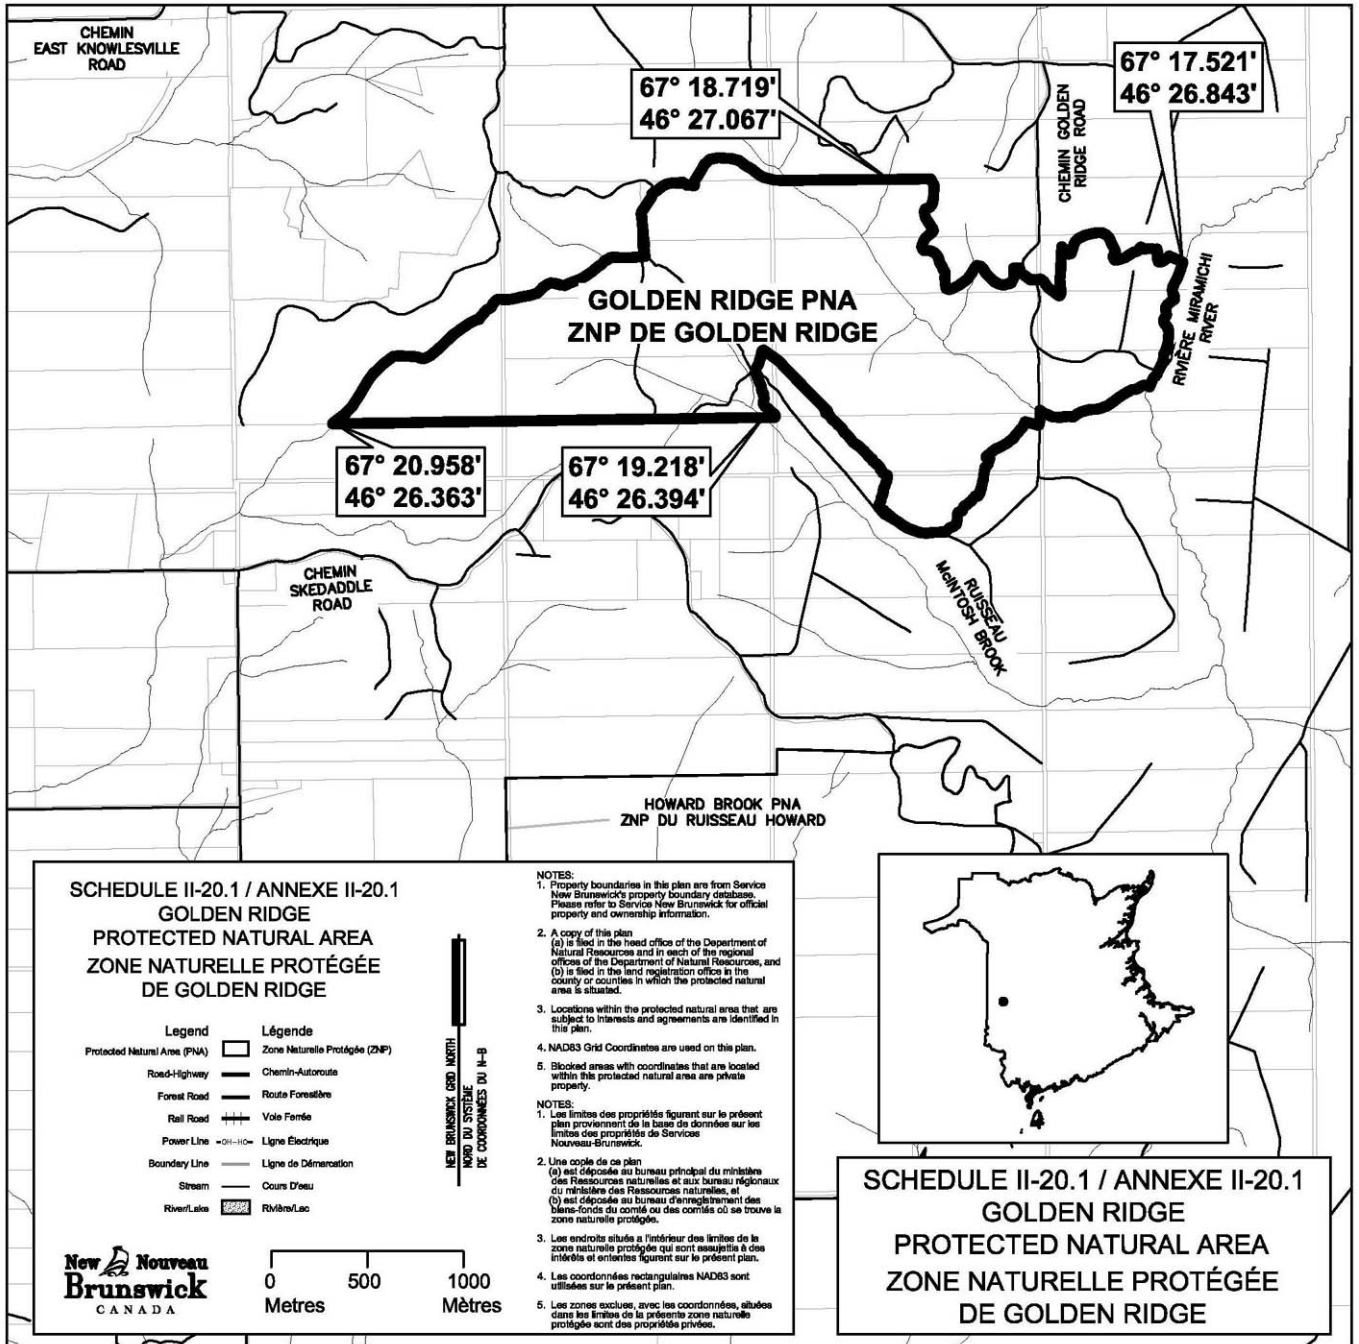 CHEMIN
EAST KNOWLESVILLE
ROAD
67° 18.719'
46° 27.067'
67° 17.521'
46° 26.843'
CHEMIN GOLDEN
RIDGE ROAD
GOLDEN RIDGE PNA
ZNP DE GOLDEN RIDGE
RIVIÈRE MIRAMICHI
RIVER
67° 20.958'
46° 26.363'
67° 19.218'
46° 26.394'
CHEMIN
SKEDADDLE
ROAD
RUISSEAU
McINTOSH BROOK
HOWARD BROOK PNA
ZNP DU RUISSEAU HOWARD
SCHEDULE II-20.1 / ANNEXE II-20.1
GOLDEN RIDGE
PROTECTED NATURAL AREA
ZONE NATURELLE PROTÉGÉE
DE GOLDEN RIDGE
Legend Légende
Protected Natural Area (PNA) Zone Naturelle Protégée (ZNP)
Road-Highway Chemin-Autoroute
Forest Road Route Forestière
Rail Road Voie Ferrée
Power Line -OH-HO- Ligne Électrique
Boundary Line Ligne de Démarcation
Stream Cours D'eau
River/Lake Rivière/Lac
NEW BRUNSWICK GRID NORTH
NORD DU SYSTÈME
DE COORDONNÉES DU N-B
New Nouveau
Brunswick
CANADA
0 500 1000
Metres Mètres
NOTES:
1. Property boundaries in this plan are from Service
New Brunswick's property boundary database.
Please refer to Service New Brunswick for official
property and ownership information.
2. A copy of this plan
(a) is filed in the head office of the Department of
Natural Resources and in each of the regional
offices of the Department of Natural Resources, and
(b) is filed in the land registration office in the
county or counties in which the protected natural
area is situated.
3. Locations within the protected natural area that are
subject to interests and agreements are identified in
this plan.
4. NAD83 Grid Coordinates are used on this plan.
5. Blocked areas with coordinates that are located
within this protected natural area are private
property.
NOTES:
1. Les limites des propriétés figurant sur le présent
plan proviennent de la base de données sur les
limites des propriétés de Services
Nouveau-Brunswick.
2. Une copie de ce plan
(a) est déposée au bureau principal du ministère
des Ressources naturelles et aux bureau régionaux
du ministère des Ressources naturelles, et
(b) est déposée au bureau d'enregistrement des
biens-fonds du comté ou des comtés où se trouve la
zone naturelle protégée.
3. Les endroits situés a l'intérieur des limites de la
zone naturelle protégée qui sont assujettis à des
intérêts et ententes figurent sur le présent plan.
4. Les coordonnées rectangulaires NAD83 sont
utilisées sur le présent plan.
5. Les zones exclues, avec les coordonnées, situées
dans les limites de la présente zone naturelle
protégée sont des propriétés privées.
SCHEDULE II-20.1 / ANNEXE II-20.1
GOLDEN RIDGE
PROTECTED NATURAL AREA
ZONE NATURELLE PROTÉGÉE
DE GOLDEN RIDGE